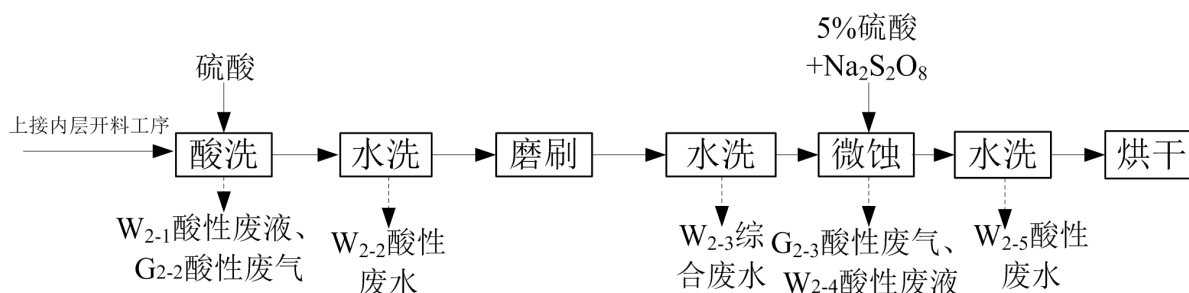 硫酸
5%硫酸
+Na₂S₂O₈
上接内层开料工序
酸洗
水洗
磨刷
水洗
微蚀
水洗
烘干
W₂₋₁酸性废液、
G₂₋₂酸性废气
W₂₋₂酸性
废水
W₂₋₃综
合废水
G₂₋₃酸性废气、
W₂₋₄酸性废液
W₂₋₅酸性
废水